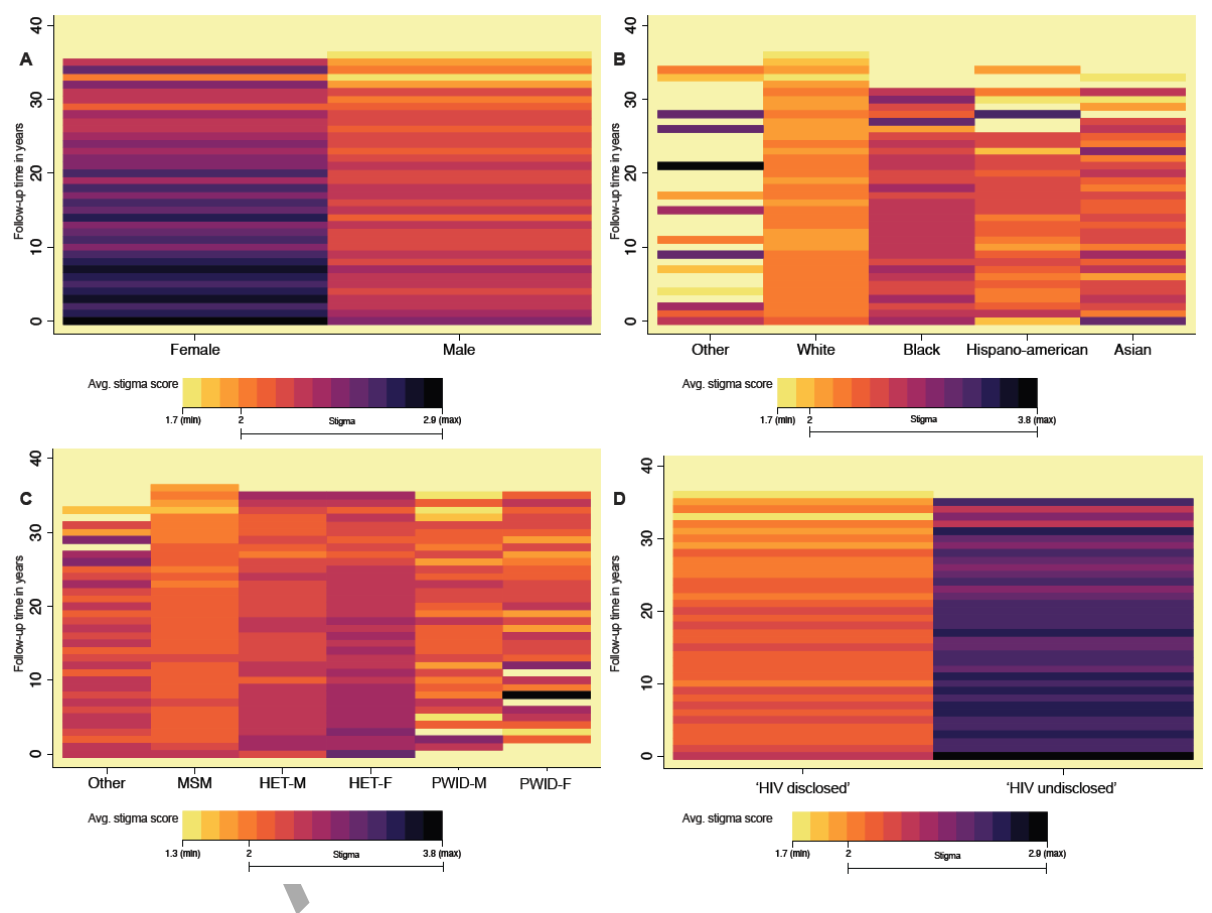 A
Follow-up time in years
40
30
20
10
0
Female
Male
Avg. stigma score
1.7 (min)
2
Stigma
2.9 (max)
B
Follow-up time in years
40
30
20
10
0
Other
White
Black
Hispano-american
Asian
Avg. stigma score
1.7 (min)
2
Stigma
3.8 (max)
C
Follow-up time in years
40
30
20
10
0
Other
MSM
HET-M
HET-F
PWID-M
PWID-F
Avg. stigma score
1.3 (min)
2
Stigma
3.8 (max)
D
Follow-up time in years
40
30
20
10
0
‘HIV disclosed’
‘HIV undisclosed’
Avg. stigma score
1.7 (min)
2
Stigma
2.9 (max)